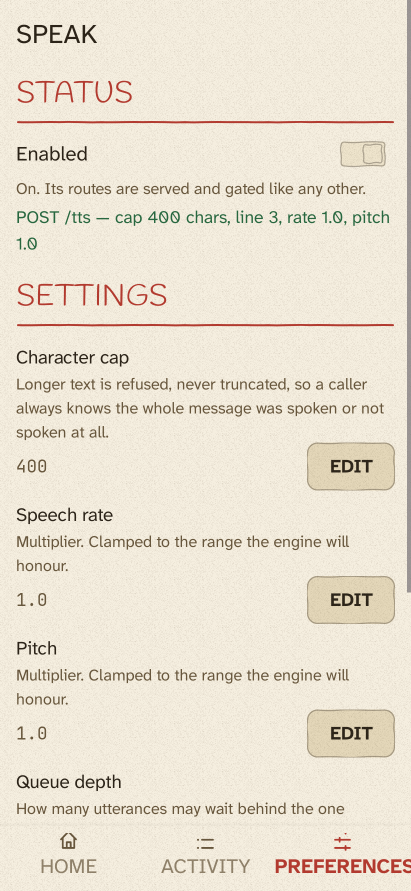 SPEAK
STATUS
Enabled
On. Its routes are served and gated like any other.
POST /tts — cap 400 chars, line 3, rate 1.0, pitch
1.0
SETTINGS
Character cap
Longer text is refused, never truncated, so a caller
always knows the whole message was spoken or not
spoken at all.
400
EDIT
Speech rate
Multiplier. Clamped to the range the engine will
honour.
1.0
EDIT
Pitch
Multiplier. Clamped to the range the engine will
honour.
1.0
EDIT
Queue depth
How many utterances may wait behind the one
HOME
ACTIVITY
PREFERENCES